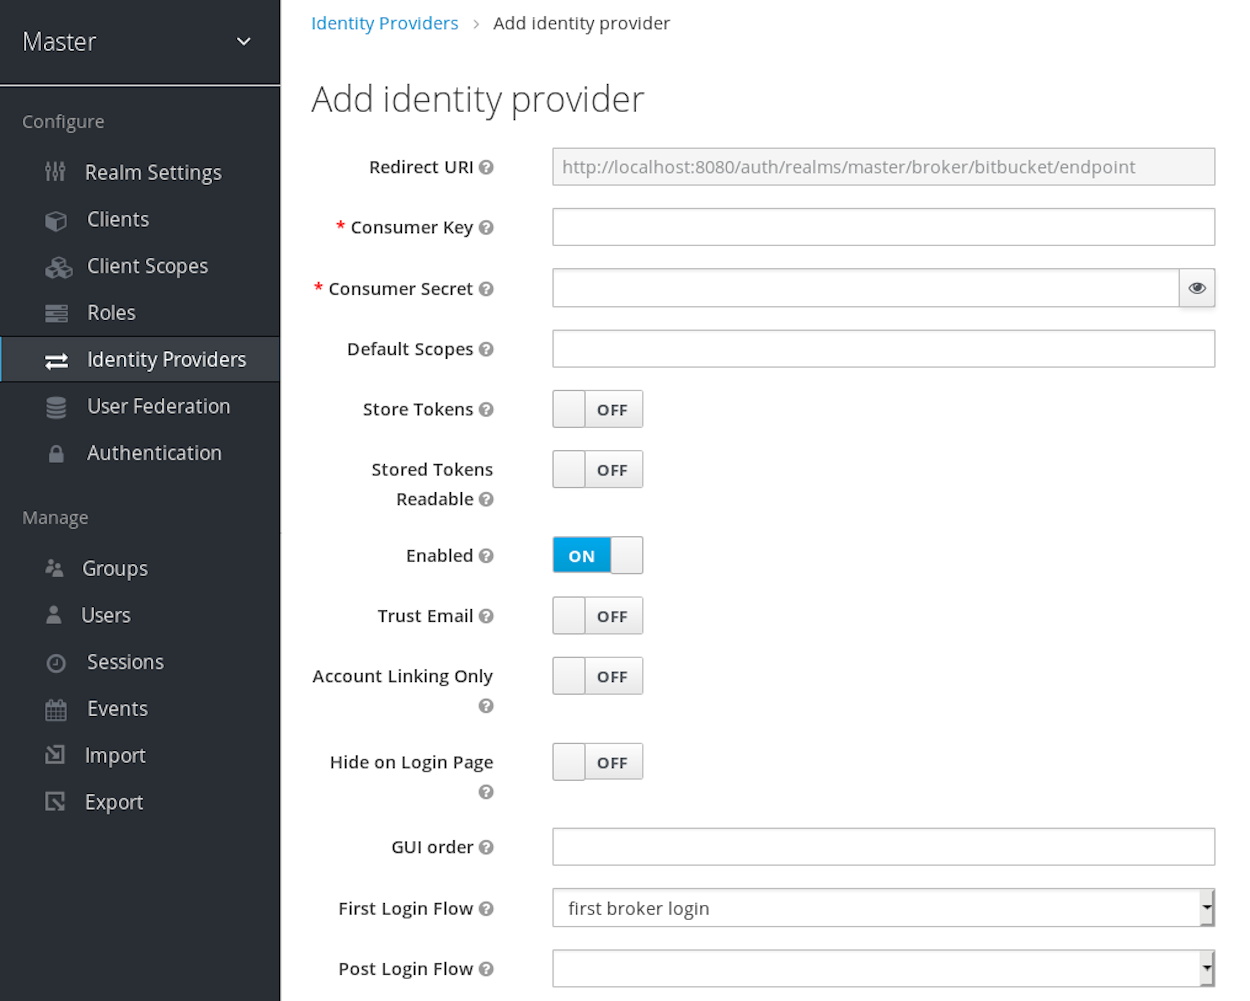 Master
Configure
Realm Settings
Clients
Client Scopes
Roles
Identity Providers
User Federation
Authentication
Manage
Groups
Users
Sessions
Events
Import
Export
Identity Providers > Add identity provider
Add identity provider
Redirect URI ? http://localhost:8080/auth/realms/master/broker/bitbucket/endpoint
* Consumer Key ?
* Consumer Secret ?
Default Scopes ?
Store Tokens ? OFF
Stored Tokens OFF
Readable ?
Enabled ? ON
Trust Email ? OFF
Account Linking Only OFF
?
Hide on Login Page OFF
?
GUI order ?
First Login Flow ? first broker login
Post Login Flow ?